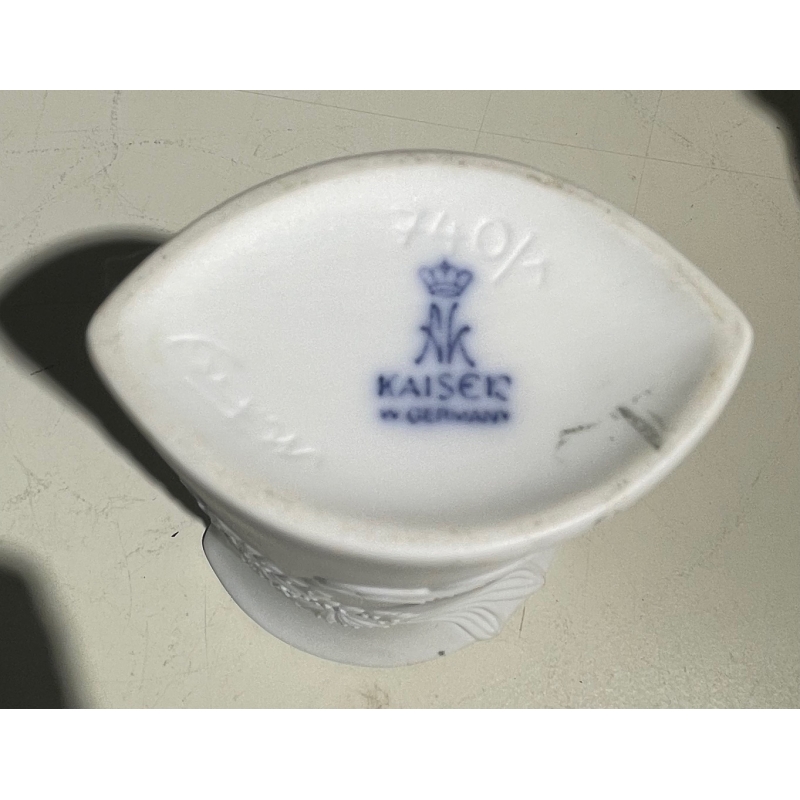 740/1
AK
KAISER
W. GERMANY